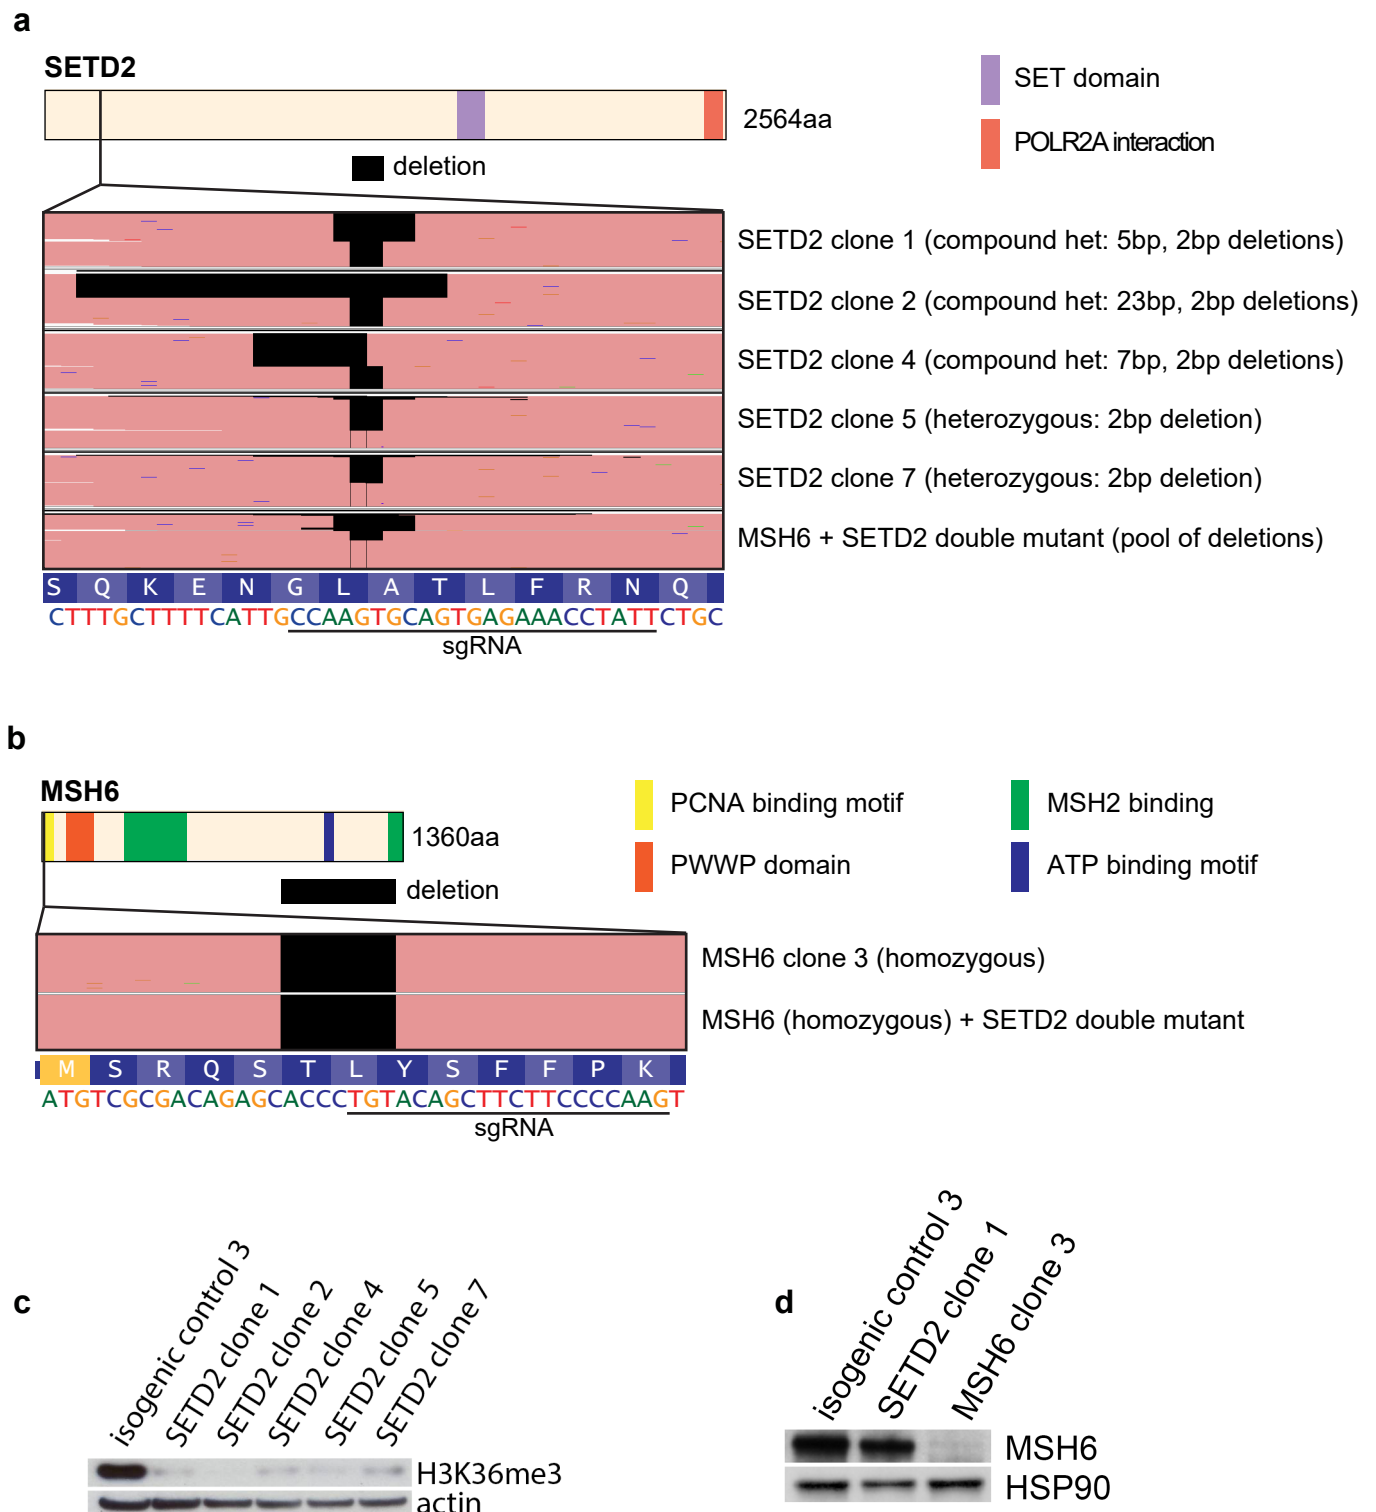 a
SETD2
2564aa
SET domain
POLR2A interaction
deletion
SETD2 clone 1 (compound het: 5bp, 2bp deletions)
SETD2 clone 2 (compound het: 23bp, 2bp deletions)
SETD2 clone 4 (compound het: 7bp, 2bp deletions)
SETD2 clone 5 (heterozygous: 2bp deletion)
SETD2 clone 7 (heterozygous: 2bp deletion)
MSH6 + SETD2 double mutant (pool of deletions)
S Q K E N G L A T L F R N Q
CTTTGCTTTTCATTGCCAAGTGCAGTGAGAAACCTATTCTGC
sgRNA
b
MSH6
1360aa
PCNA binding motif
MSH2 binding
PWWP domain
ATP binding motif
deletion
MSH6 clone 3 (homozygous)
MSH6 (homozygous) + SETD2 double mutant
M S R Q S T L Y S F F P K
ATGTCGCGACAGAGCACCCTGTACAGCTTCTTCCCCAAGT
sgRNA
c
isogenic control 3
SETD2 clone 1
SETD2 clone 2
SETD2 clone 4
SETD2 clone 5
SETD2 clone 7
H3K36me3
actin
d
isogenic control 3
SETD2 clone 1
MSH6 clone 3
MSH6
HSP90